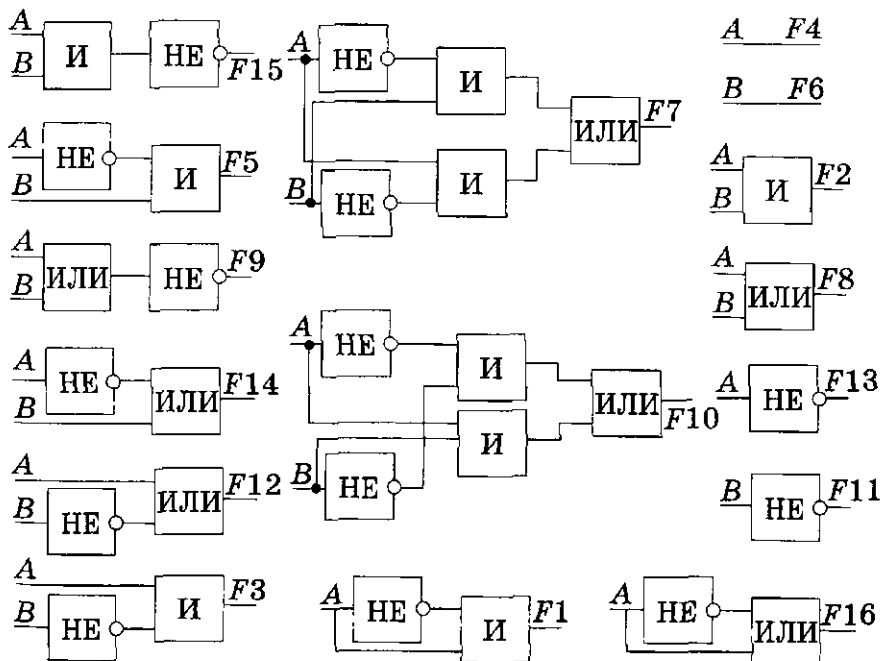 A
B
И
НЕ
F15
A
НЕ
B
И
F5
A
B
ИЛИ
НЕ
F9
A
НЕ
B
ИЛИ
F14
A
B
НЕ
ИЛИ
F12
A
B
НЕ
И
F3
A
НЕ
И
B
НЕ
И
ИЛИ
F7
A
НЕ
И
B
НЕ
И
ИЛИ
F10
A
НЕ
И
F1
A F4
B F6
A
B
И
F2
A
B
ИЛИ
F8
A
НЕ
F13
B
НЕ
F11
A
НЕ
ИЛИ
F16